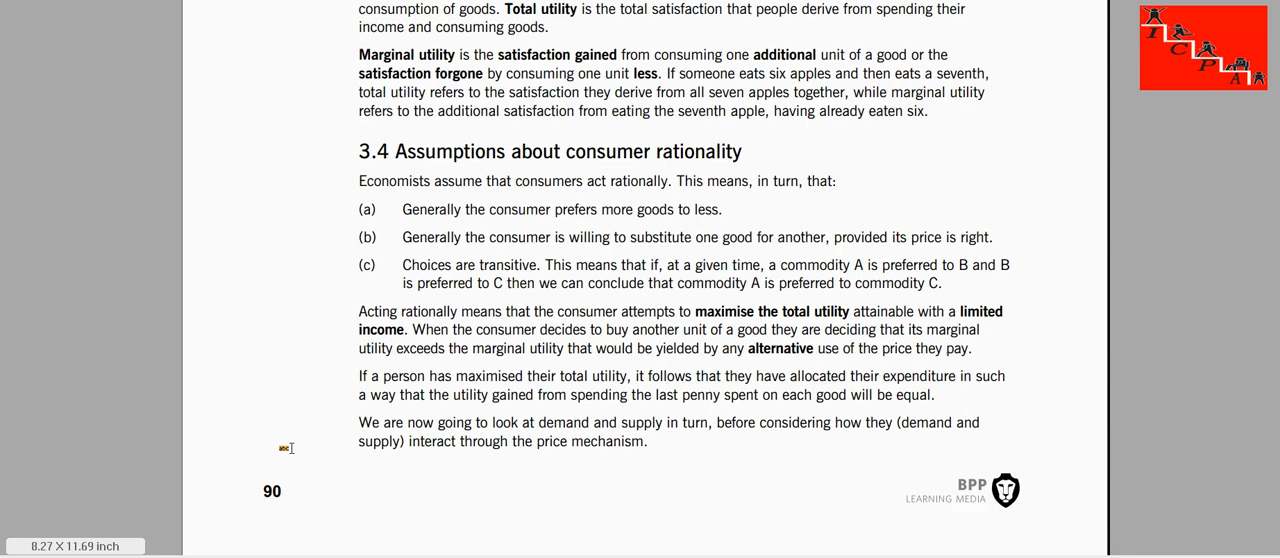 consumption of goods. Total utility is the total satisfaction that people derive from spending their
income and consuming goods.
Marginal utility is the satisfaction gained from consuming one additional unit of a good or the
satisfaction forgone by consuming one unit less. If someone eats six apples and then eats a seventh,
total utility refers to the satisfaction they derive from all seven apples together, while marginal utility
refers to the additional satisfaction from eating the seventh apple, having already eaten six.
3.4 Assumptions about consumer rationality
Economists assume that consumers act rationally. This means, in turn, that:
(a) Generally the consumer prefers more goods to less.
(b) Generally the consumer is willing to substitute one good for another, provided its price is right.
(c) Choices are transitive. This means that if, at a given time, a commodity A is preferred to B and B
is preferred to C then we can conclude that commodity A is preferred to commodity C.
Acting rationally means that the consumer attempts to maximise the total utility attainable with a limited
income. When the consumer decides to buy another unit of a good they are deciding that its marginal
utility exceeds the marginal utility that would be yielded by any alternative use of the price they pay.
If a person has maximised their total utility, it follows that they have allocated their expenditure in such
a way that the utility gained from spending the last penny spent on each good will be equal.
We are now going to look at demand and supply in turn, before considering how they (demand and
supply) interact through the price mechanism.
90
BPP
LEARNING MEDIA
8.27 X 11.69 inch
I C P A